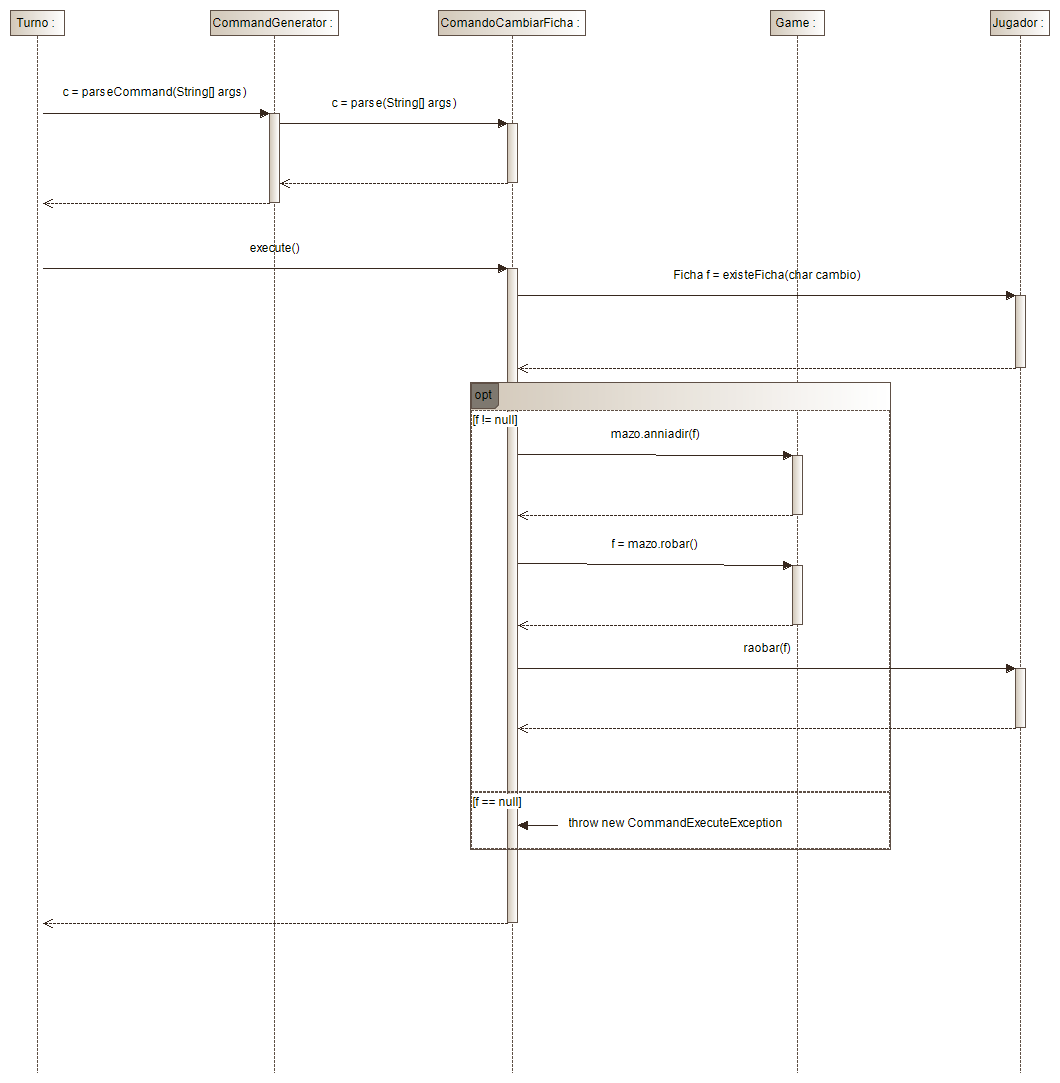 Turno :
CommandGenerator :
ComandoCambiarFicha :
Game :
Jugador :
c = parseCommand(String[] args)
c = parse(String[] args)
execute()
Ficha f = existeFicha(char cambio)
opt
[f != null]
mazo.anniadir(f)
f = mazo.robar()
raobar(f)
[f == null]
throw new CommandExecuteException